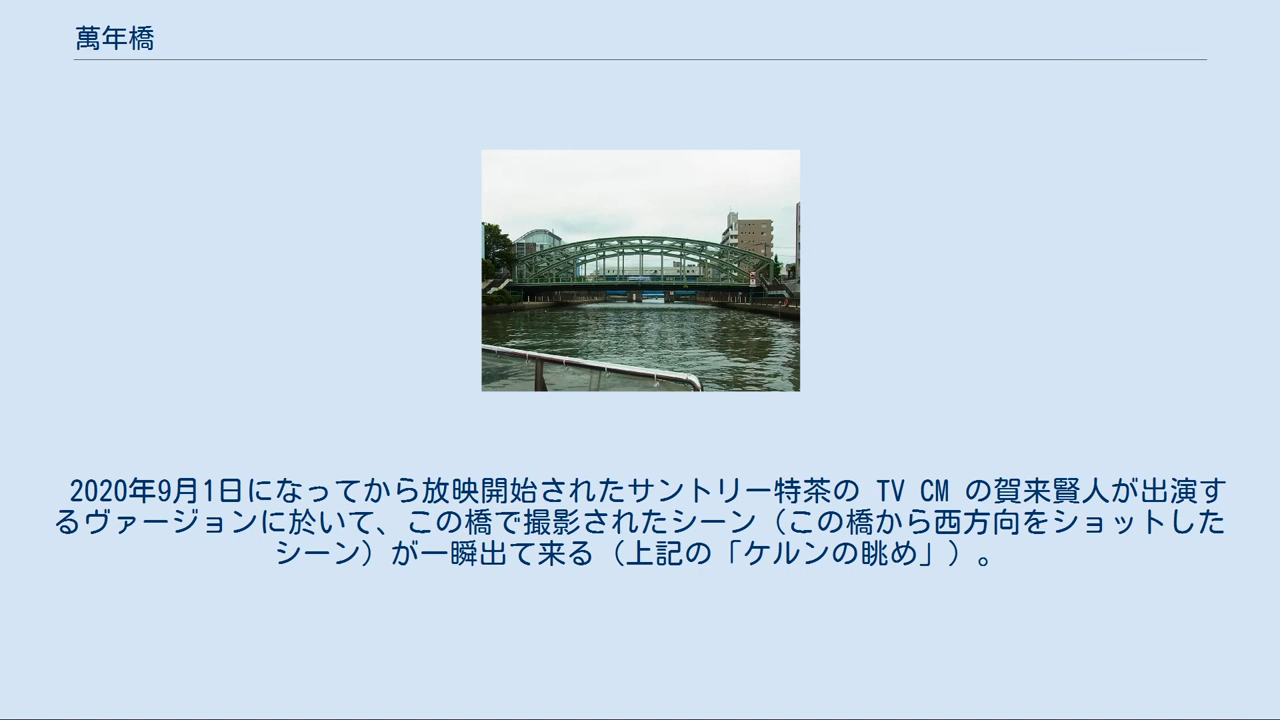 萬年橋
2020年9月1日になってから放映開始されたサントリー特茶の TV CM の賀来賢人が出演す
るヴァージョンに於いて、この橋で撮影されたシーン（この橋から西方向をショットした
シーン）が一瞬出て来る（上記の「ケルンの眺め」）。